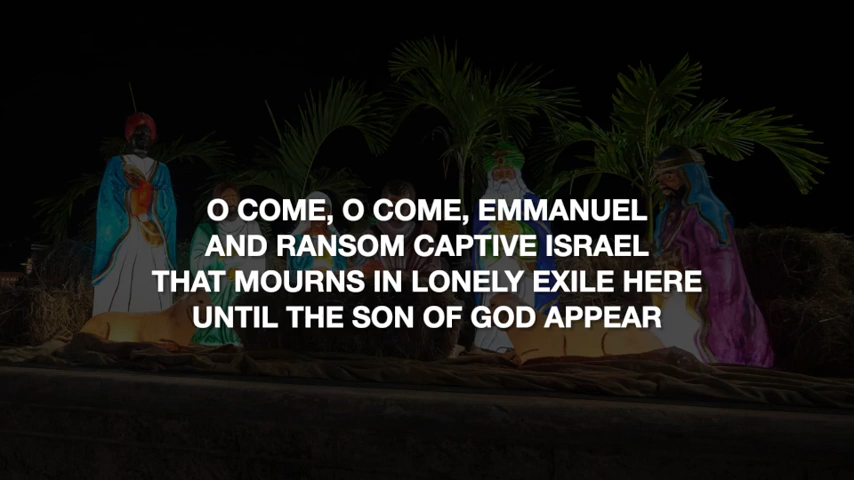 O COME, O COME, EMMANUEL
AND RANSOM CAPTIVE ISRAEL
THAT MOURNS IN LONELY EXILE HERE
UNTIL THE SON OF GOD APPEAR